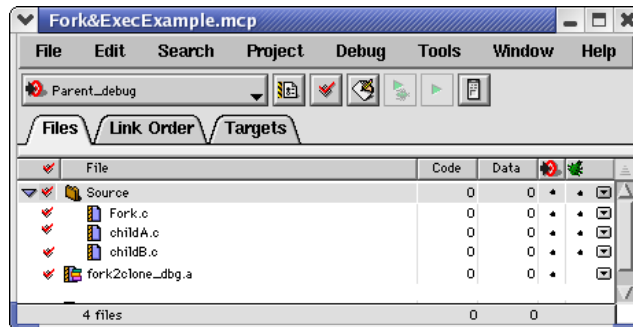 Fork&ExecExample.mcp
File Edit Search Project Debug Tools Window Help
Parent_debug
Files Link Order Targets
File Code Data
Source 0 0
Fork.c 0 0
childA.c 0 0
childB.c 0 0
fork2clone_dbg.a 0 0
4 files 0 0